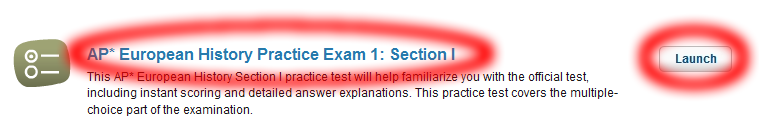 AP* European History Practice Exam 1: Section I
Launch
This AP* European History Section I practice test will help familiarize you with the official test,
including instant scoring and detailed answer explanations. This practice test covers the multiple-
choice part of the examination.